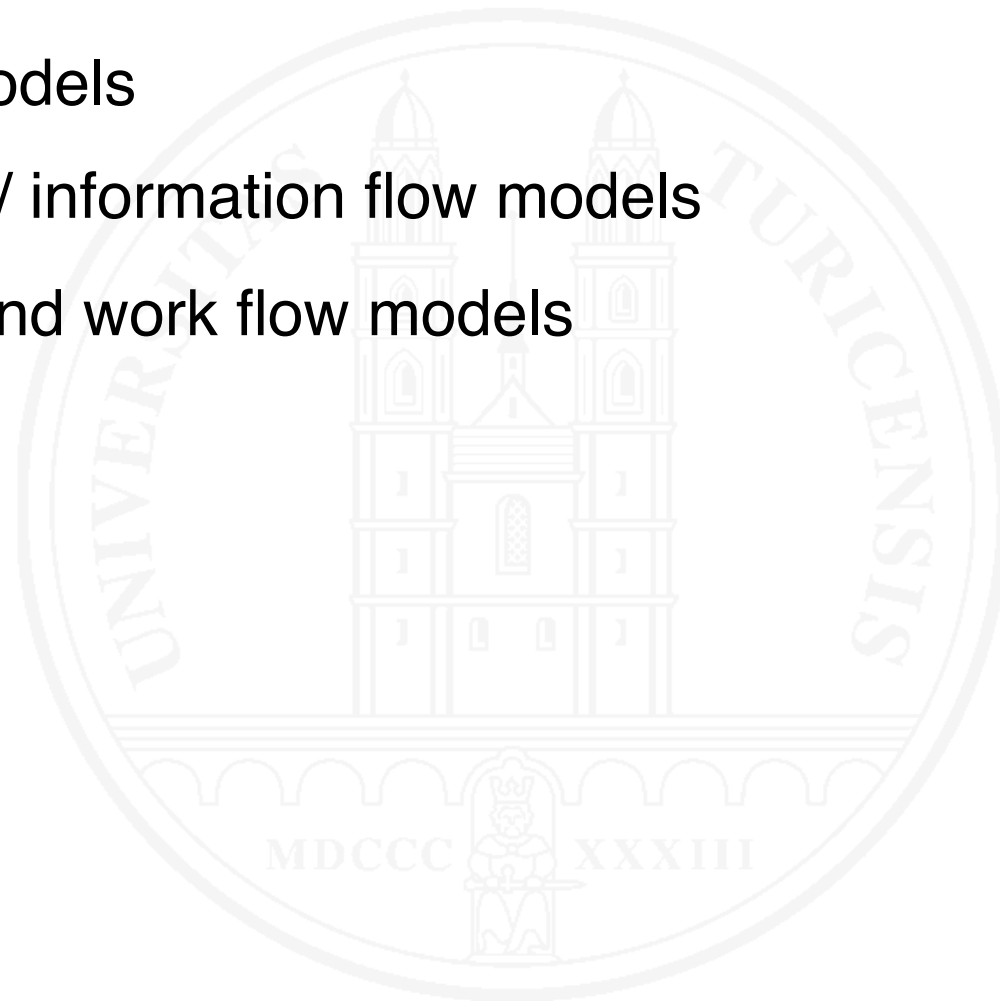 odels
/ information flow models
nd work flow models
UNIVERSITAS TURICENSIS
MDCCC XXXIII